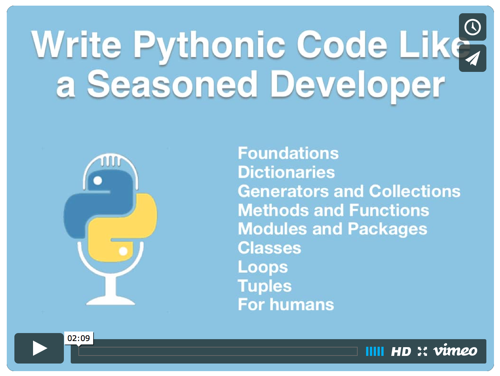 Write Pythonic Code Like
a Seasoned Developer
Foundations
Dictionaries
Generators and Collections
Methods and Functions
Modules and Packages
Classes
Loops
Tuples
For humans
02:09
HD vimeo